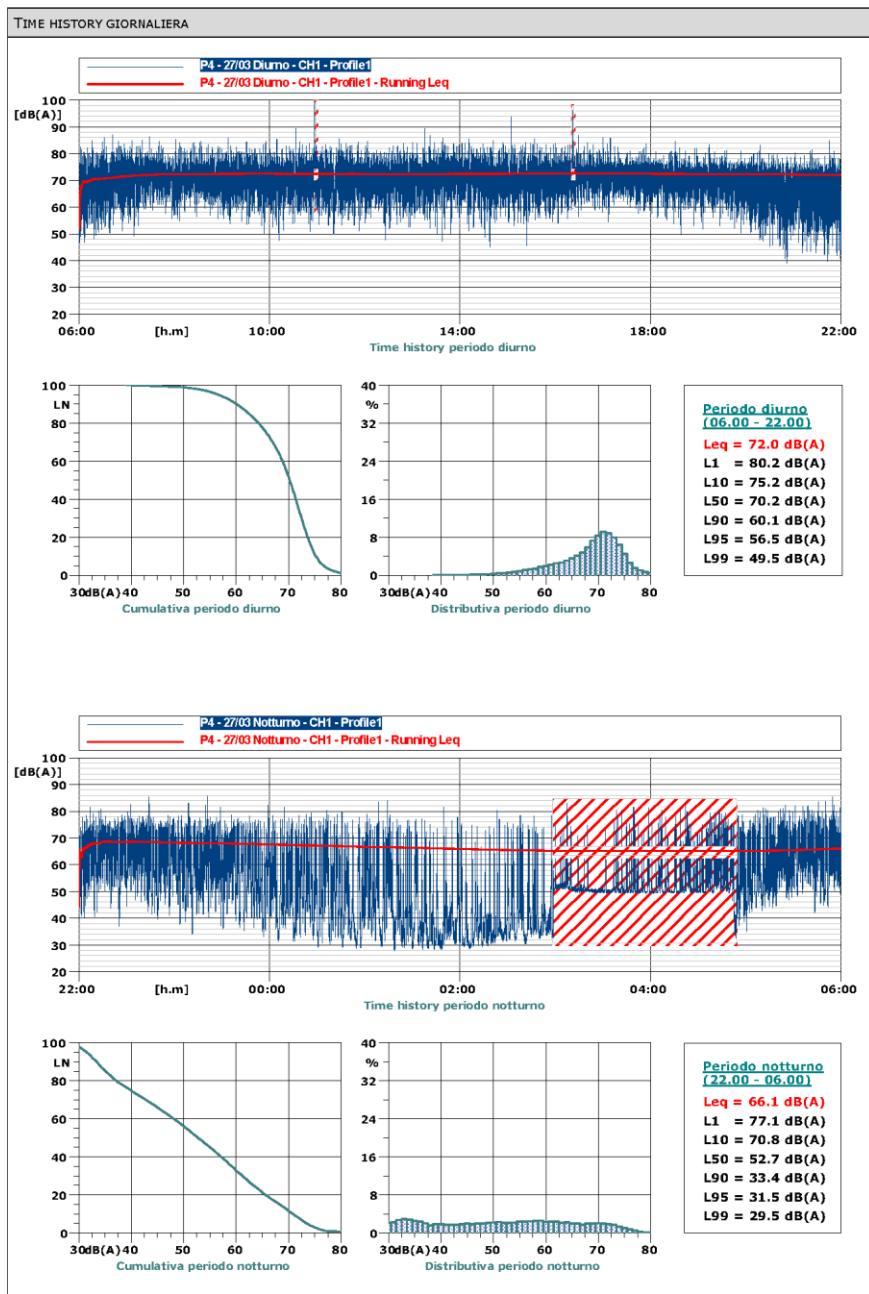 TIME HISTORY GIORNALIERA
P4 - 27/03 Diurno - CH1 - Profile1
P4 - 27/03 Diurno - CH1 - Profile1 - Running Leq
100
[dB(A)]
90
80
70
60
50
40
30
20
06:00 [h.m] 10:00 14:00 18:00 22:00
Time history periodo diurno
100
LN
80
60
40
20
0
30 dB(A) 40 50 60 70 80
Cumulativa periodo diurno
40
%
32
24
16
8
0
30 dB(A) 40 50 60 70 80
Distributiva periodo diurno
Periodo diurno
(06.00 - 22.00)
Leq = 72.0 dB(A)
L1 = 80.2 dB(A)
L10 = 75.2 dB(A)
L50 = 70.2 dB(A)
L90 = 60.1 dB(A)
L95 = 56.5 dB(A)
L99 = 49.5 dB(A)
P4 - 27/03 Notturno - CH1 - Profile1
P4 - 27/03 Notturno - CH1 - Profile1 - Running Leq
100
[dB(A)]
90
80
70
60
50
40
30
20
22:00 [h.m] 00:00 02:00 04:00 06:00
Time history periodo notturno
100
LN
80
60
40
20
0
30 dB(A) 40 50 60 70 80
Cumulativa periodo notturno
40
%
32
24
16
8
0
30 dB(A) 40 50 60 70 80
Distributiva periodo notturno
Periodo notturno
(22.00 - 06.00)
Leq = 66.1 dB(A)
L1 = 77.1 dB(A)
L10 = 70.8 dB(A)
L50 = 52.7 dB(A)
L90 = 33.4 dB(A)
L95 = 31.5 dB(A)
L99 = 29.5 dB(A)